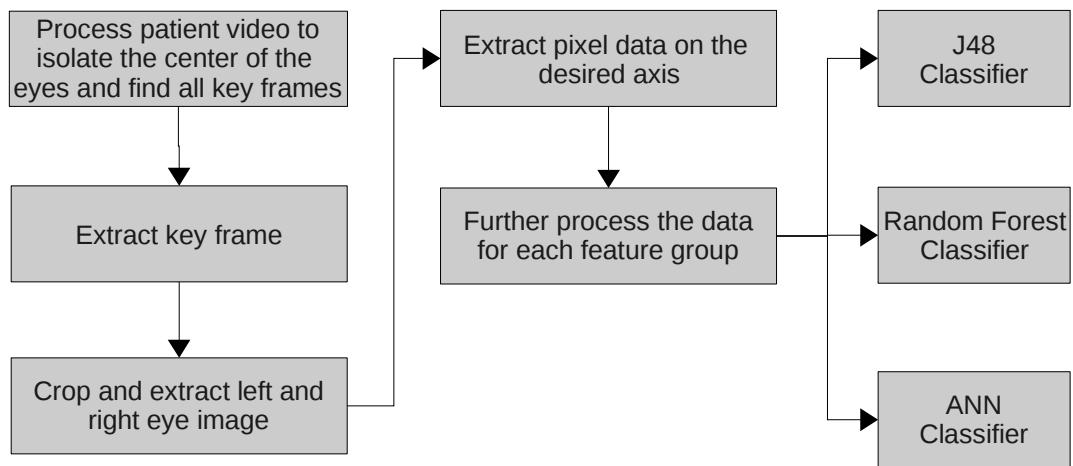 Process patient video to
isolate the center of the
eyes and find all key frames
Extract key frame
Crop and extract left and
right eye image
Extract pixel data on the
desired axis
Further process the data
for each feature group
J48
Classifier
Random Forest
Classifier
ANN
Classifier